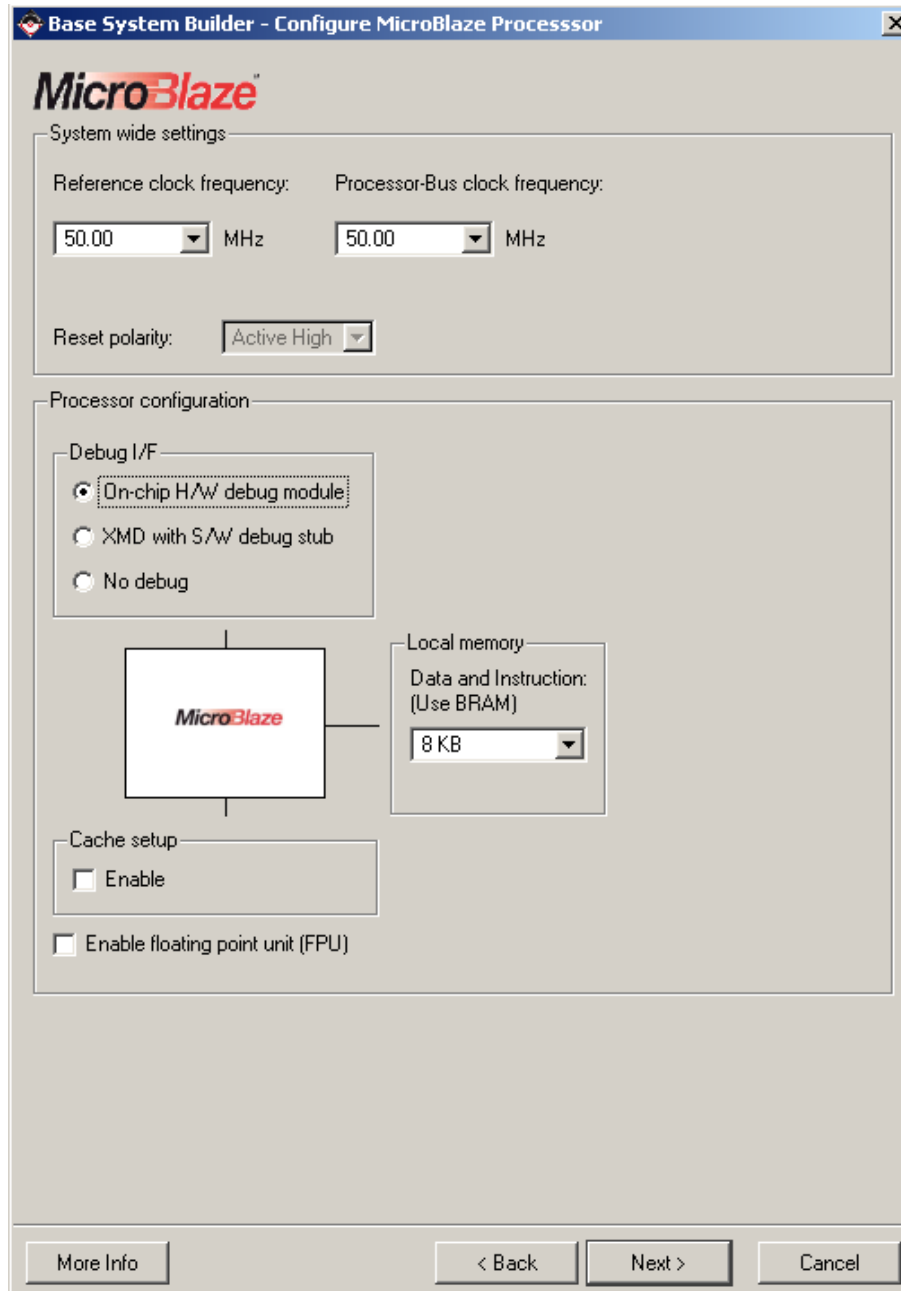 Base System Builder - Configure MicroBlaze Processsor
MicroBlaze
System wide settings
Reference clock frequency: Processor-Bus clock frequency:
50.00 MHz 50.00 MHz
Reset polarity: Active High
Processor configuration
Debug I/F
On-chip H/W debug module
XMD with S/W debug stub
No debug
Local memory
Data and Instruction:
(Use BRAM)
MicroBlaze
8 KB
Cache setup
Enable
Enable floating point unit (FPU)
More Info < Back Next > Cancel